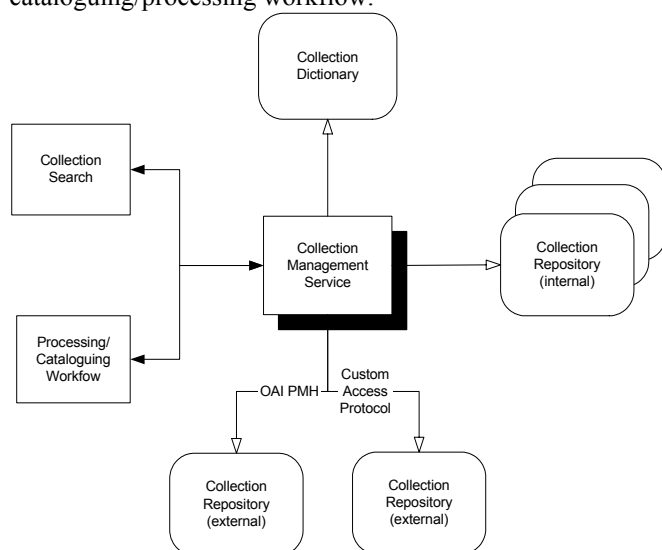 cataloguing/processing workflow.
Collection
Dictionary
Collection
Search
Collection
Management
Service
Collection
Repository
(internal)
Processing/
Cataloguing
Workfow
OAI PMH
Custom
Access
Protocol
Collection
Repository
(external)
Collection
Repository
(external)